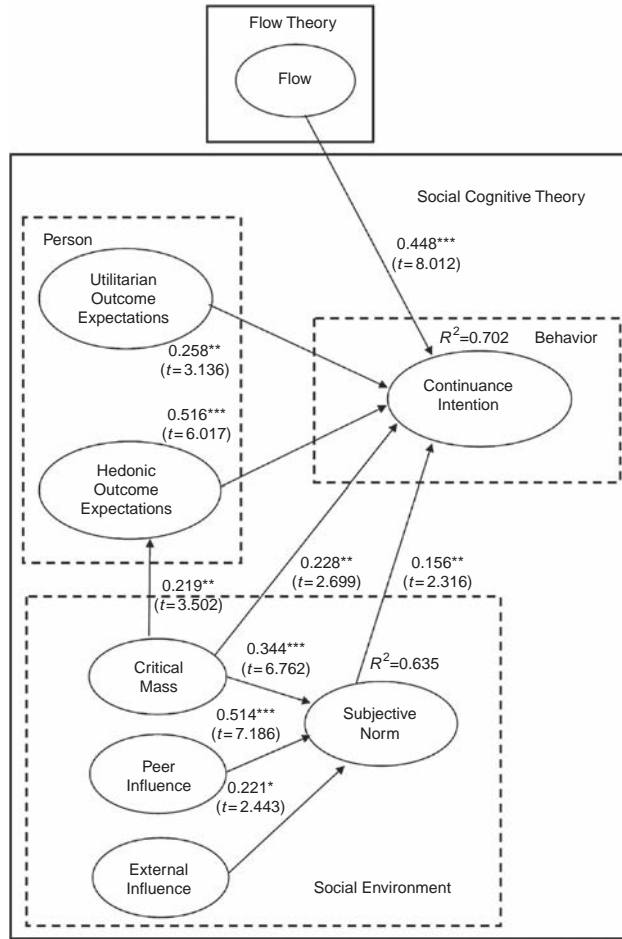 Flow Theory
Flow
Social Cognitive Theory
Person
Utilitarian
Outcome
Expectations
0.448***
(t=8.012)
0.258**
(t=3.136)
R²=0.702
Behavior
Continuance
Intention
0.516***
(t=6.017)
Hedonic
Outcome
Expectations
0.219**
(t=3.502)
0.228**
(t=2.699)
0.156**
(t=2.316)
Critical
Mass
0.344***
(t=6.762)
R²=0.635
Subjective
Norm
0.514***
(t=7.186)
Peer
Influence
0.221*
(t=2.443)
External
Influence
Social Environment